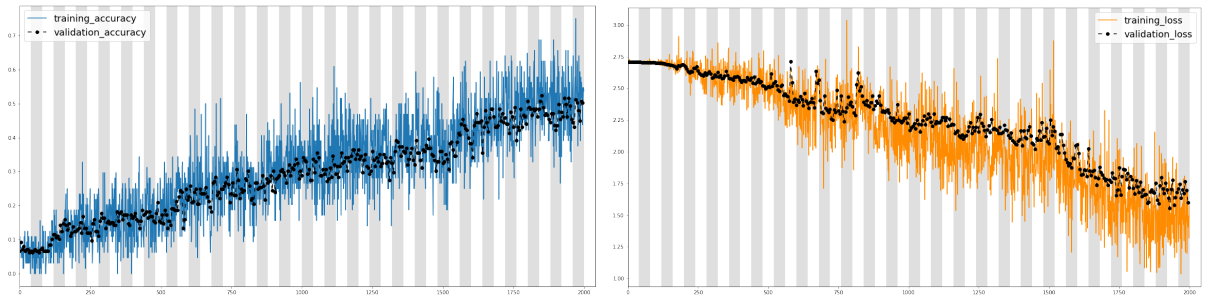 training_accuracy
validation_accuracy
0.7
0.6
0.5
0.4
0.3
0.2
0.1
0.0
0 250 500 750 1000 1250 1500 1750 2000
training_loss
validation_loss
3.00
2.75
2.50
2.25
2.00
1.75
1.50
1.25
1.00
0 250 500 750 1000 1250 1500 1750 2000